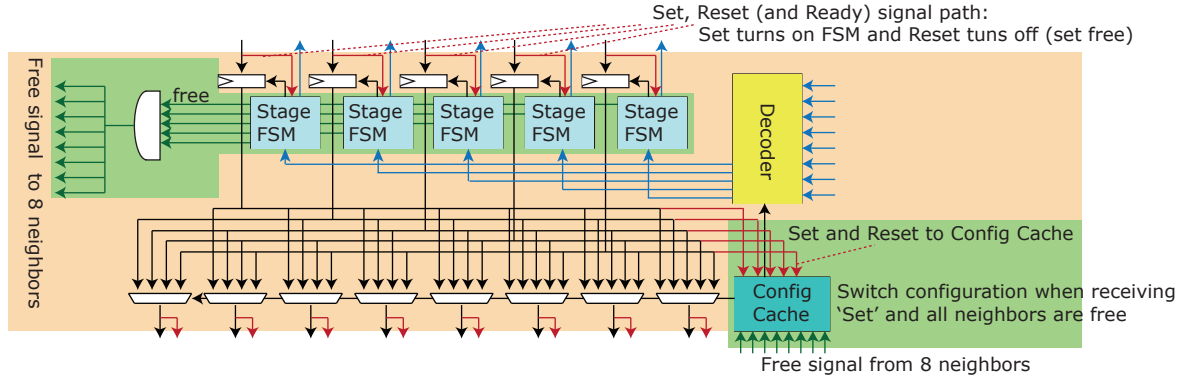 Set, Reset (and Ready) signal path:
Set turns on FSM and Reset tuns off (set free)
Free signal to 8 neighbors
free
Stage
FSM
Stage
FSM
Stage
FSM
Stage
FSM
Stage
FSM
Decoder
Set and Reset to Config Cache
Config
Cache
Switch configuration when receiving
‘Set’ and all neighbors are free
Free signal from 8 neighbors